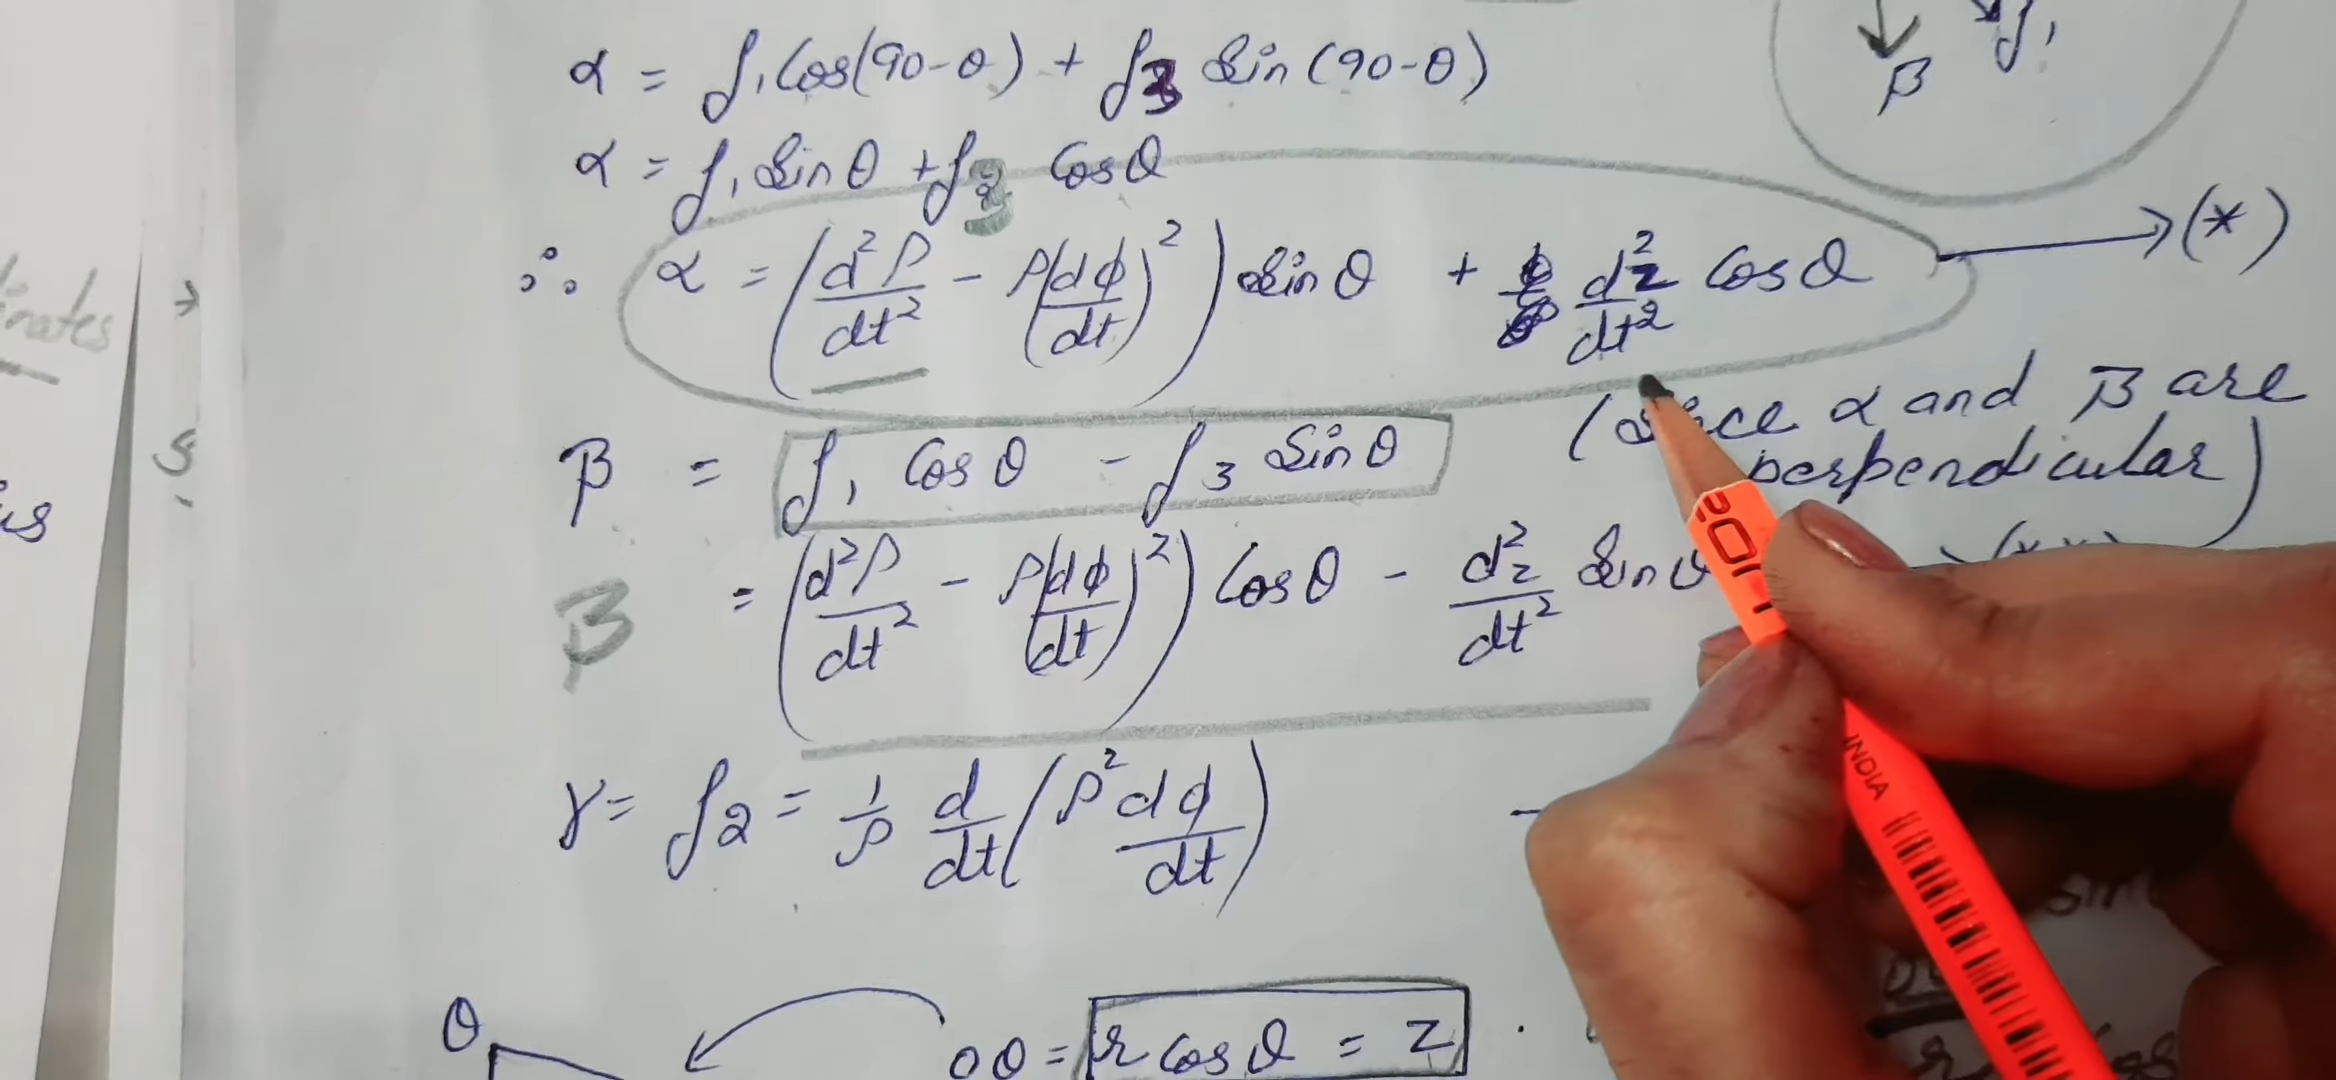 β f₁
α = f₁ Cos(90-θ) + f3 Sin (90-θ)
α = f₁ Sin θ + f3 Cos θ
∴ α = (d²ρ/dt² - ρ(dφ/dt)²) Sin θ + d²z/dt² Cos θ → (*)
(Since α and β are
perpendicular)
β = f₁ Cos θ - f3 Sin θ
β = (d²ρ/dt² - ρ(dφ/dt)²) Cos θ - d²z/dt² Sin θ
γ = f2 = 1/ρ d/dt (ρ² dφ/dt)
θ
r Cos θ = z
INDIA